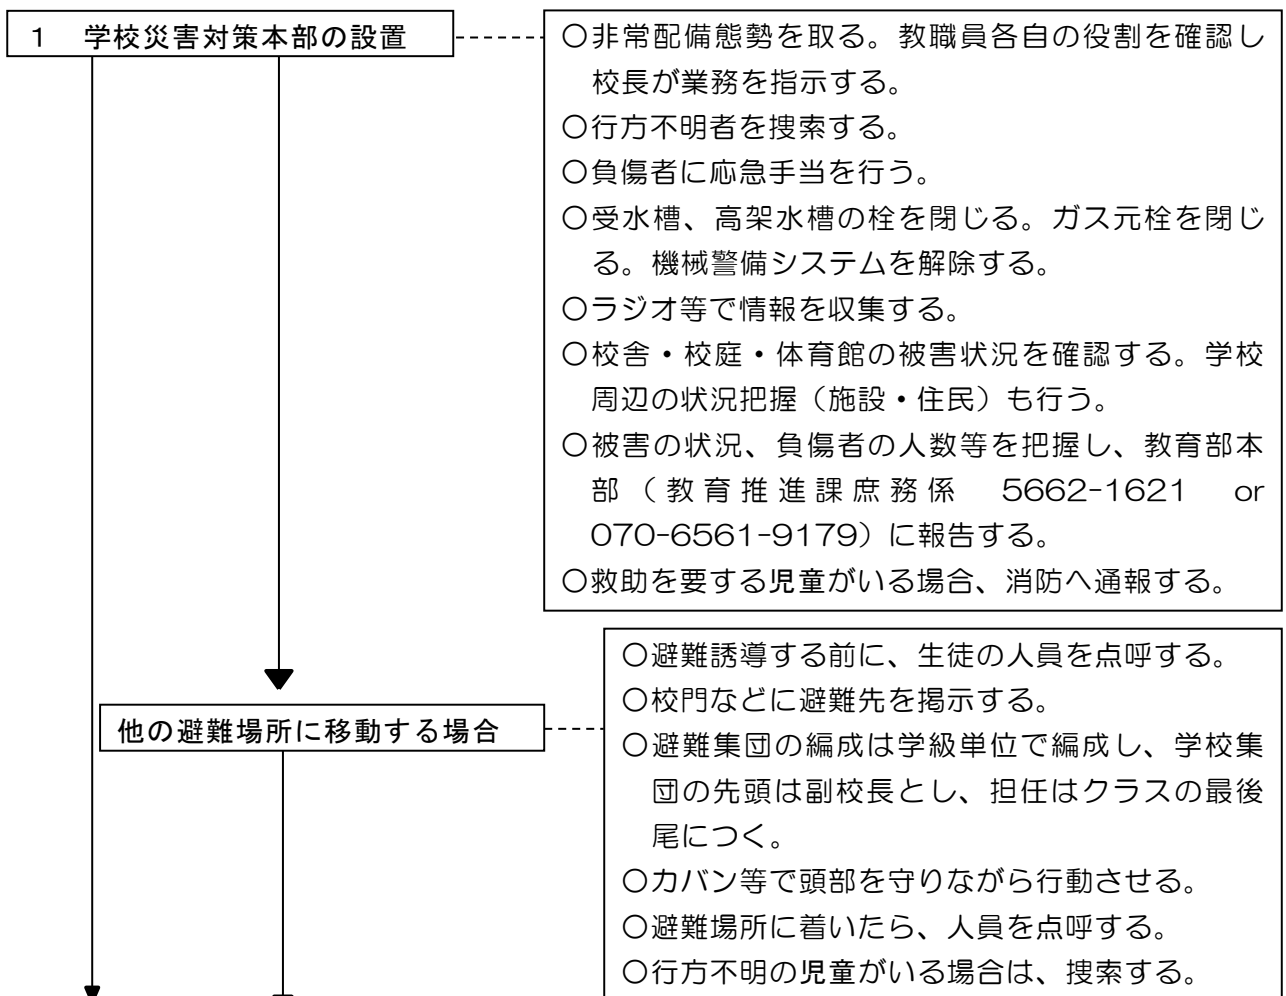 1　学校災害対策本部の設置
○非常配備態勢を取る。教職員各自の役割を確認し
校長が業務を指示する。
○行方不明者を捜索する。
○負傷者に応急手当を行う。
○受水槽、高架水槽の栓を閉じる。ガス元栓を閉じ
る。機械警備システムを解除する。
○ラジオ等で情報を収集する。
○校舎・校庭・体育館の被害状況を確認する。学校
周辺の状況把握（施設・住民）も行う。
○被害の状況、負傷者の人数等を把握し、教育部本
部（教育推進課庶務係　5662-1621　or
070-6561-9179）に報告する。
○救助を要する児童がいる場合、消防へ通報する。
他の避難場所に移動する場合
○避難誘導する前に、生徒の人員を点呼する。
○校門などに避難先を掲示する。
○避難集団の編成は学級単位で編成し、学校集
団の先頭は副校長とし、担任はクラスの最後
尾につく。
○カバン等で頭部を守りながら行動させる。
○避難場所に着いたら、人員を点呼する。
○行方不明の児童がいる場合は、捜索する。